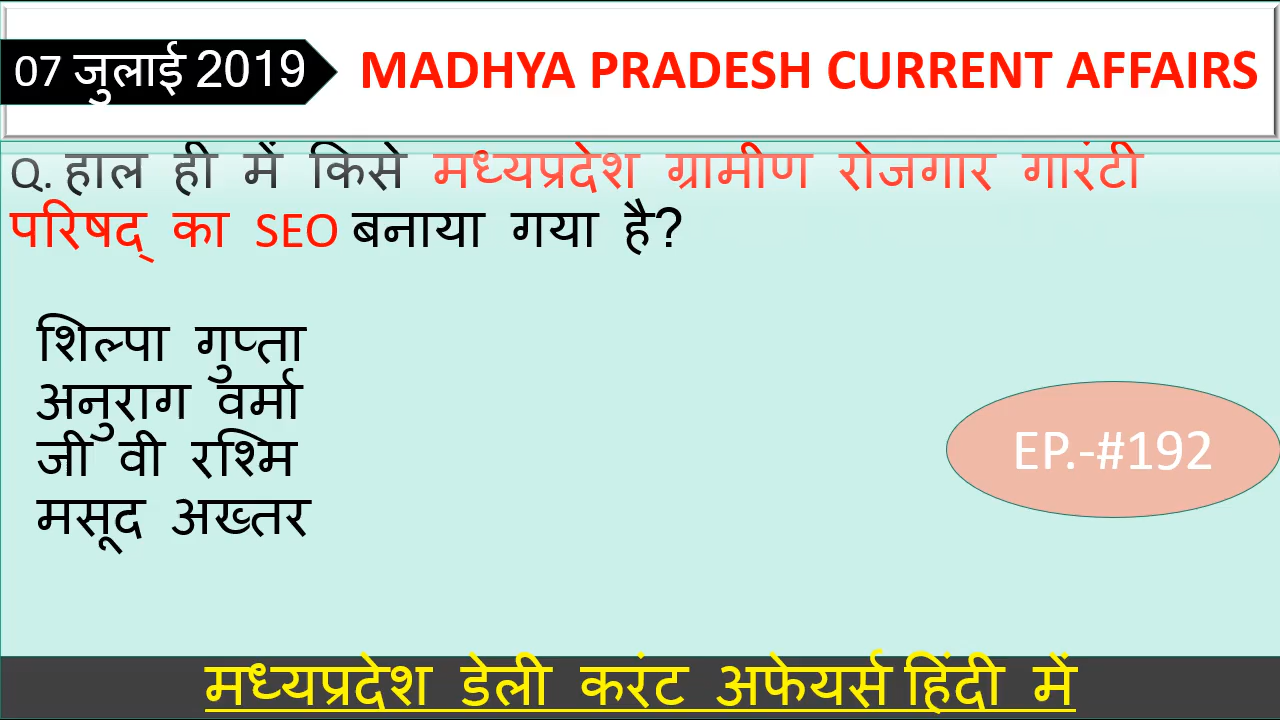 07 जुलाई 2019
MADHYA PRADESH CURRENT AFFAIRS
Q. हाल ही में किसे मध्यप्रदेश ग्रामीण रोजगार गारंटी
परिषद् का SEO बनाया गया है?
शिल्पा गुप्ता
अनुराग वर्मा
जी वी रश्मि
मसूद अख्तर
EP.-#192
मध्यप्रदेश डेली करंट अफेयर्स हिंदी में